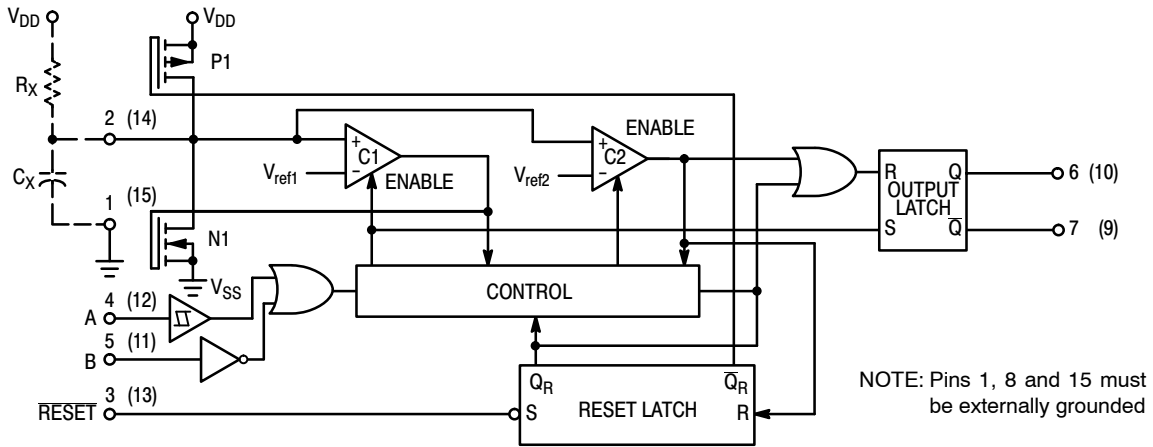 VDD
VDD
P1
RX
2 (14)
ENABLE
+
C1
−
Vref1
ENABLE
+
C2
−
Vref2
CX
1 (15)
N1
VSS
R Q
OUTPUT
LATCH
S Q̅
6 (10)
7 (9)
CONTROL
4 (12)
A
5 (11)
B
3 (13)
R̅E̅S̅E̅T̅
QR Q̅R
S RESET LATCH R
NOTE: Pins 1, 8 and 15 must
be externally grounded